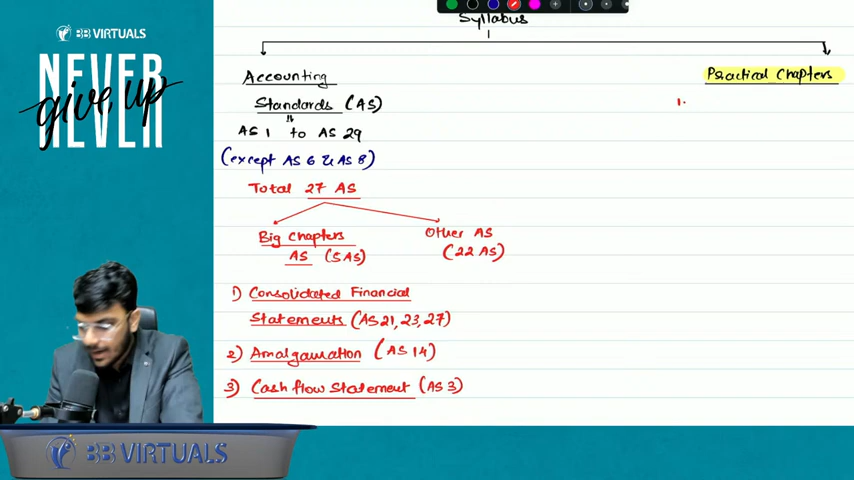 BB VIRTUALS
NEVER
give up
NEVER
Syllabus
Accounting
Standards (AS)
AS 1 to AS 29
(except AS 6 & AS 8)
Total 27 AS
Big Chapters
AS (5 AS)
Other AS
(22 AS)
1) Consolidated Financial
Statements (AS 21, 23, 27)
2) Amalgamation (AS 14)
3) Cash flow Statement (AS 3)
Practical Chapters
1.
BB VIRTUALS